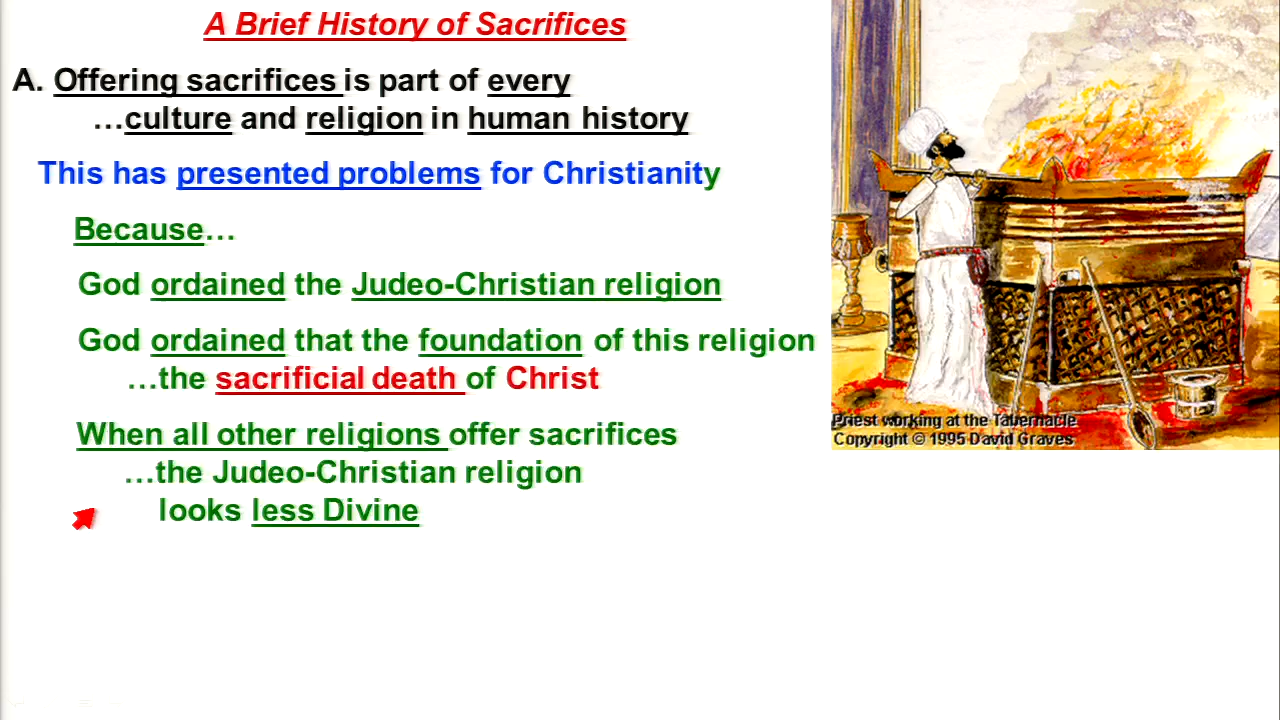 A Brief History of Sacrifices
A. Offering sacrifices is part of every
…culture and religion in human history
This has presented problems for Christianity
Because…
God ordained the Judeo-Christian religion
God ordained that the foundation of this religion
…the sacrificial death of Christ
When all other religions offer sacrifices
…the Judeo-Christian religion
looks less Divine
Priest working at the Tabernacle
Copyright © 1995 David Graves